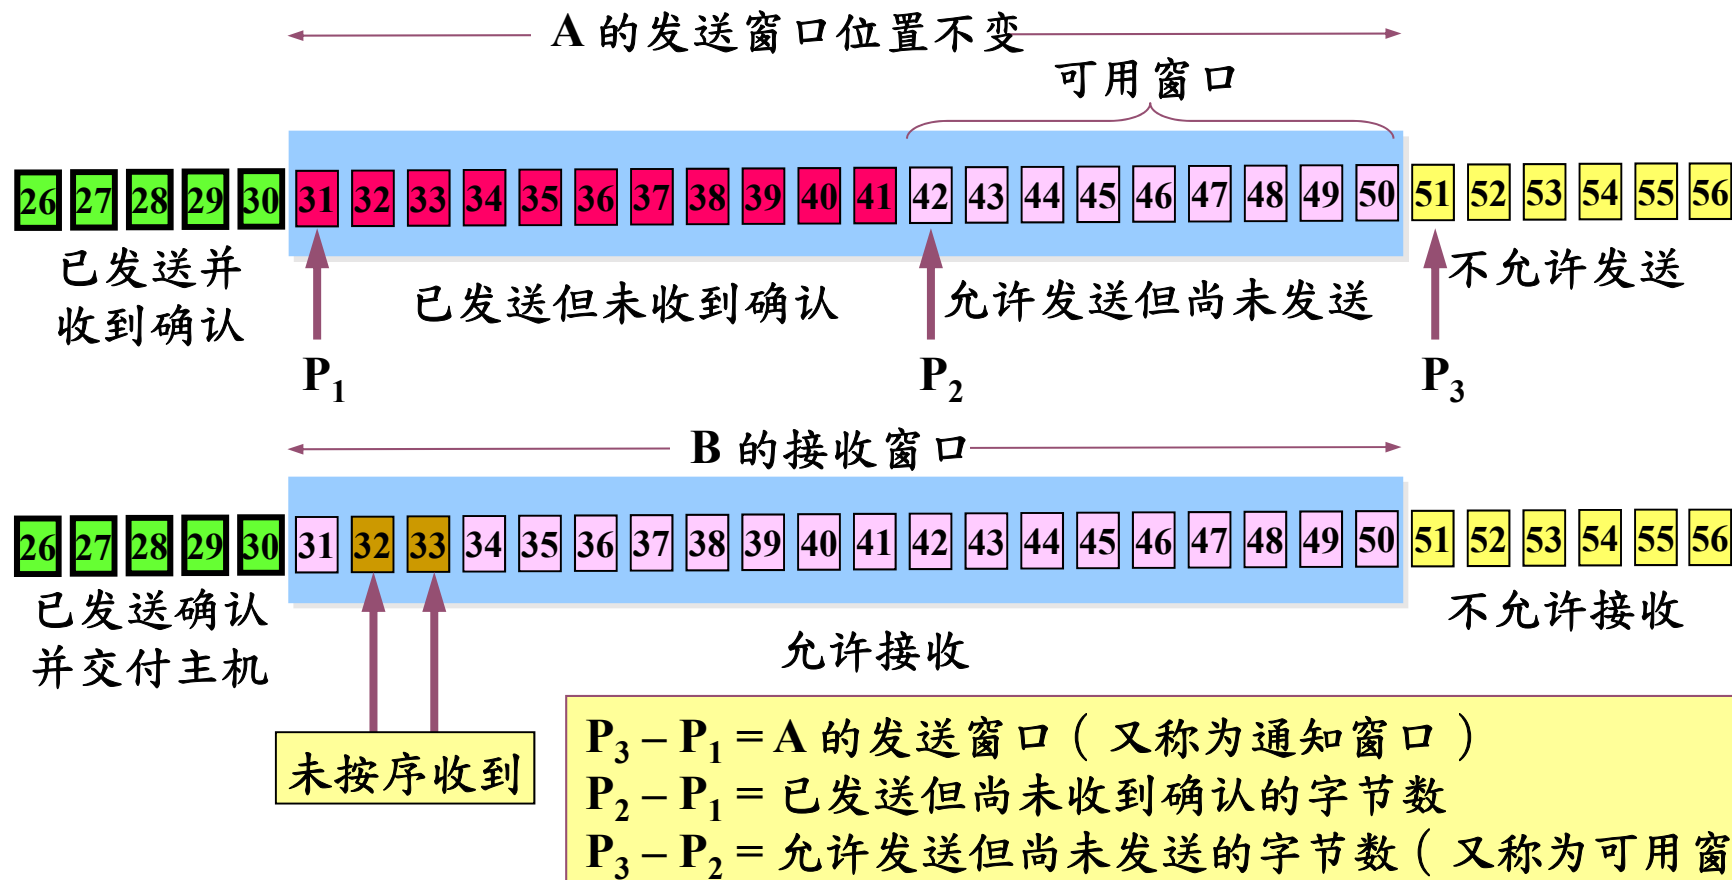 A 的发送窗口位置不变
可用窗口
26 27 28 29 30 31 32 33 34 35 36 37 38 39 40 41 42 43 44 45 46 47 48 49 50 51 52 53 54 55 56
已发送并
收到确认
已发送但未收到确认
允许发送但尚未发送
不允许发送
P1
P2
P3
B 的接收窗口
26 27 28 29 30 31 32 33 34 35 36 37 38 39 40 41 42 43 44 45 46 47 48 49 50 51 52 53 54 55 56
已发送确认
并交付主机
允许接收
不允许接收
未按序收到
P3 – P1 = A 的发送窗口（又称为通知窗口）
P2 – P1 = 已发送但尚未收到确认的字节数
P3 – P2 = 允许发送但尚未发送的字节数（又称为可用窗